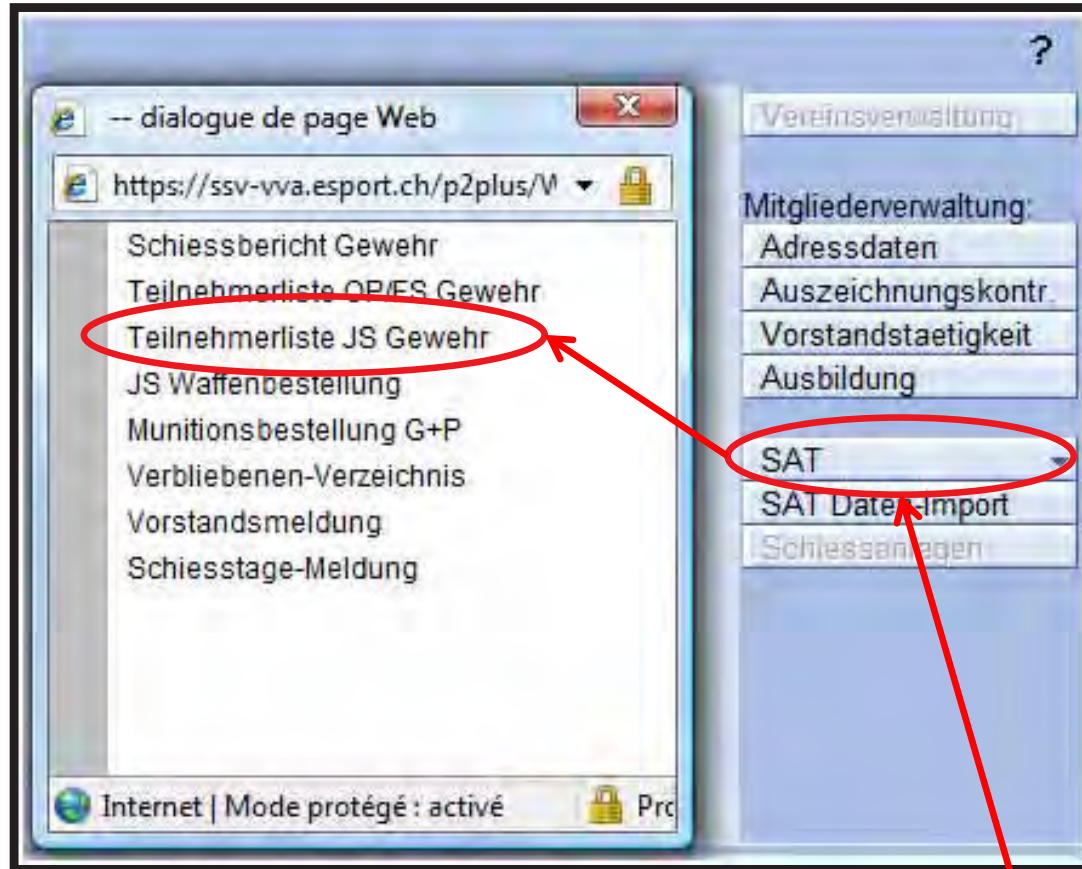 ?
-- dialogue de page Web
https://ssv-vva.esport.ch/p2plus/V
Schiessbericht Gewehr
Teilnehmerliste OP/FS Gewehr
Teilnehmerliste JS Gewehr
JS Waffenbestellung
Munitionsbestellung G+P
Verbliebenen-Verzeichnis
Vorstandsmeldung
Schiesstage-Meldung
Internet | Mode protégé : activé
Pro
Vereinsverwaltung
Mitgliederverwaltung:
Adressdaten
Auszeichnungskontr.
Vorstandstaetigkeit
Ausbildung
SAT
SAT Daten-Import
Schiessanlagen